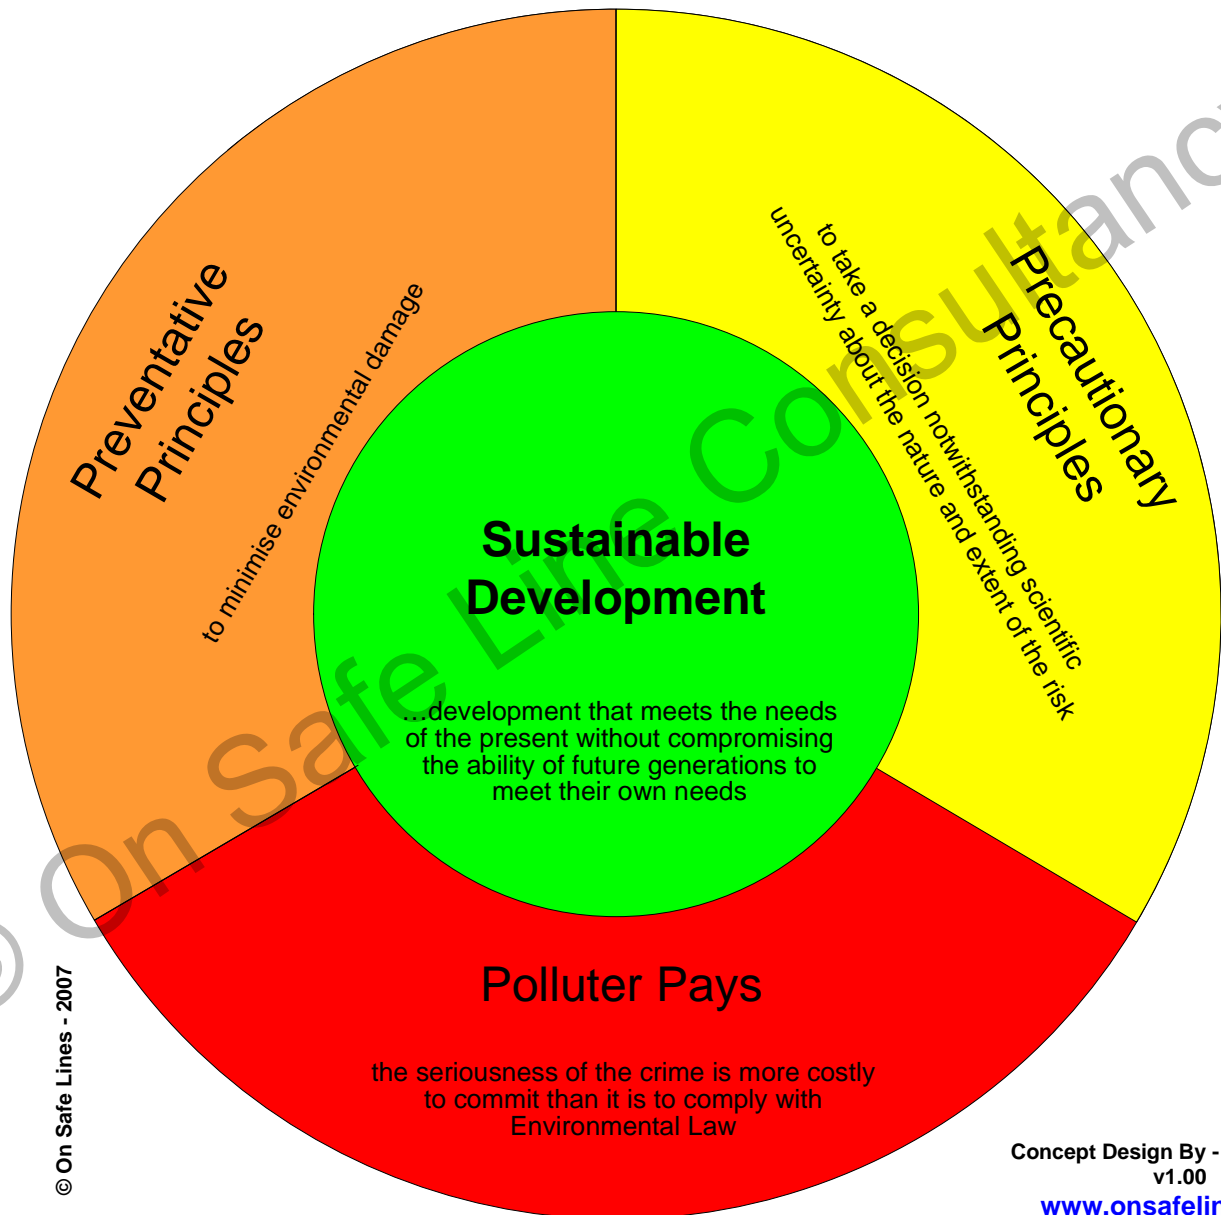 Preventative
Principles
to minimise environmental damage
Precautionary
Principles
to take a decision notwithstanding scientific
uncertainty about the nature and extent of the risk
Sustainable
Development
…development that meets the needs
of the present without compromising
the ability of future generations to
meet their own needs
Polluter Pays
the seriousness of the crime is more costly
to commit than it is to comply with
Environmental Law
© On Safe Line Consultancy
© On Safe Lines - 2007
Concept Design By -
v1.00
www.onsafelin